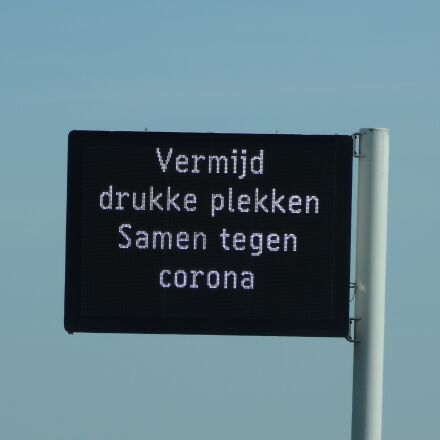 Vermijd
drukke plekken
Samen tegen
corona